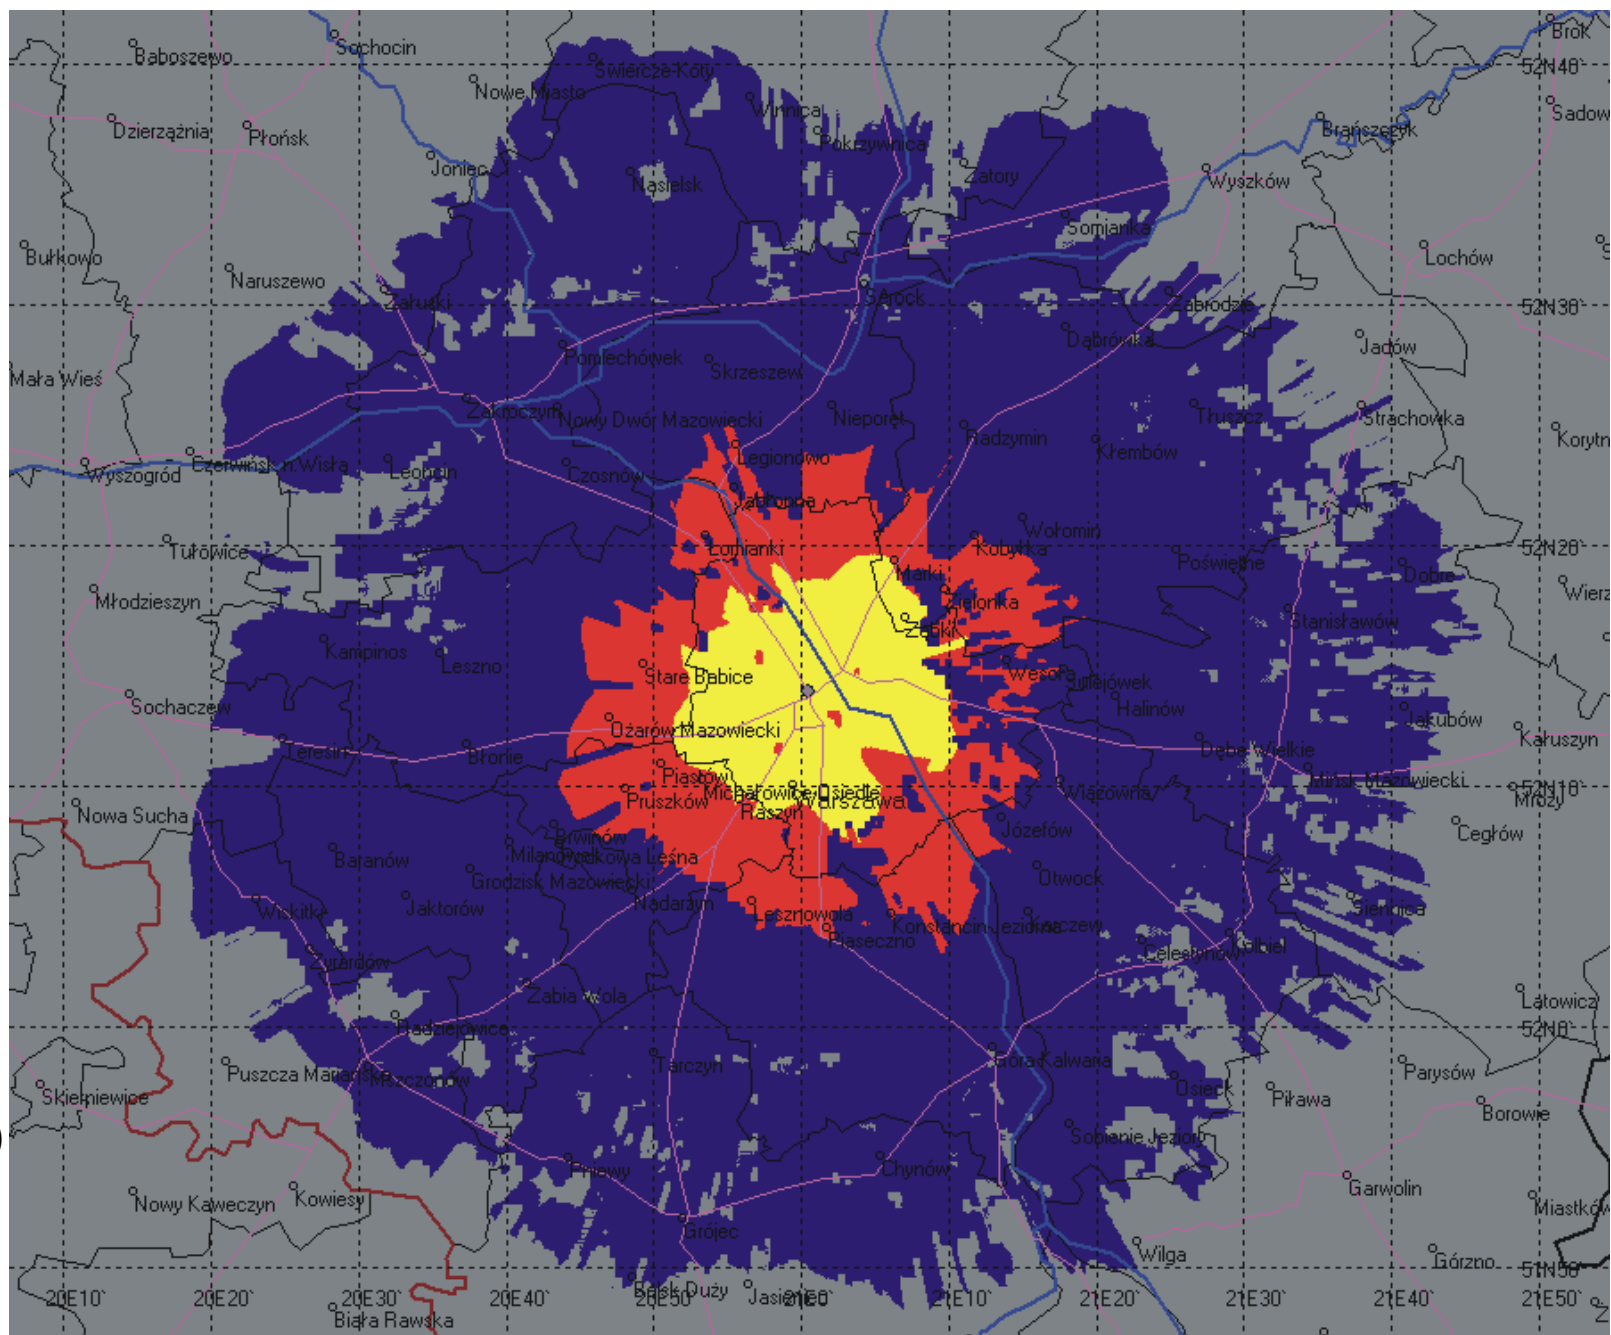 Sochocin
Brok
Baboszewo
52N40'
Świercze-Koty
Nowe Miasto
Winnica
Sadow
Dzierzążnia
Płońsk
Pokrzywnica
Brańszczyk
Joniec
Nasielsk
Zatory
Wyszków
Somianka
Bułkowo
Lochów
Naruszewo
Załuski
Serock
Zabrodzie
52N30'
Dąbrówka
Jadów
Pomiechówek
Skrzeszew
Mała Wieś
Zakroczym
Nowy Dwór Mazowiecki
Nieporęt
Tłuszcz
Strachówka
Radzymin
Korytn
Klembów
Legionowo
Czerwińsk n.Wisłą
Leoncin
Czosnów
Wyszogród
Jabłonna
Wołomin
Tułowice
Łomianki
Kobyłka
52N20'
Poświętne
Marki
Dobre
Młodzieszyn
Zielonka
Wierz
Ząbki
Stanisławów
Kampinos
Leszno
Stare Babice
Wesoła
Sulejówek
Sochaczew
Halinów
Jakubów
Ożarów Mazowiecki
Kałuszyn
Teresin
Błonie
Dębe Wielkie
Piastów
Mińsk Mazowiecki
52N10'
Michałowice-Osiedle
Wiązowna
Mrozy
Pruszków
Warszawa
Nowa Sucha
Raszyn
Józefów
Cegłów
Brwinów
Milanówek
Podkowa Leśna
Baranów
Grodzisk Mazowiecki
Otwock
Wiskitki
Jaktorów
Nadarzyn
Lesznowola
Siennica
Konstancin-Jeziorna
Karczew
Piaseczno
Celestynów
Kołbiel
Żyrardów
Żabia Wola
Latowicz
Radziejowice
52N0'
Góra Kalwaria
Tarczyn
Puszcza Mariańska
Mszczonów
Parysów
Osieck
Skierniewice
Piława
Borowie
Sobienie Jeziory
Pniewy
Chynów
Nowy Kawęczyn
Kowiesy
Garwolin
Miastków
Grójec
Wilga
Górzno
51N50'
Belsk Duży
Jasieniec
20E10' 20E20' 20E30' 20E50' 21E0' 21E10' 21E20' 21E30' 21E40' 21E50'
Biała Rawska